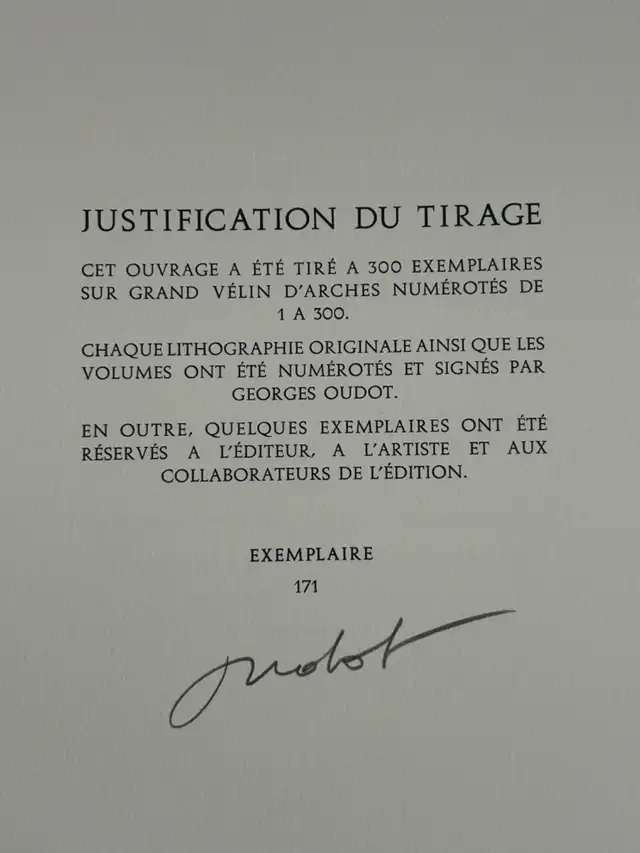 JUSTIFICATION DU TIRAGE
CET OUVRAGE A ÉTÉ TIRÉ A 300 EXEMPLAIRES
SUR GRAND VÉLIN D'ARCHES NUMÉROTÉS DE
1 A 300.
CHAQUE LITHOGRAPHIE ORIGINALE AINSI QUE LES
VOLUMES ONT ÉTÉ NUMÉROTÉS ET SIGNÉS PAR
GEORGES OUDOT.
EN OUTRE, QUELQUES EXEMPLAIRES ONT ÉTÉ
RÉSERVÉS A L'ÉDITEUR, A L'ARTISTE ET AUX
COLLABORATEURS DE L'ÉDITION.
EXEMPLAIRE
171
Oudot